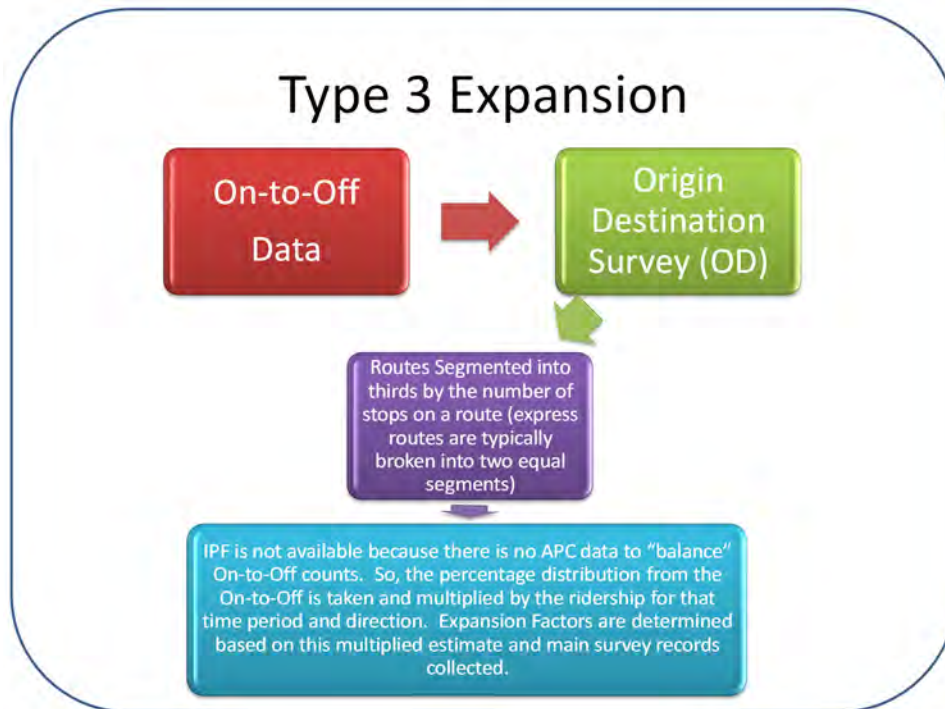 Type 3 Expansion
On-to-Off
Data
Origin
Destination
Survey (OD)
Routes Segmented into
thirds by the number of
stops on a route (express
routes are typically
broken into two equal
segments)
IPF is not available because there is no APC data to “balance”
On-to-Off counts.  So, the percentage distribution from the
On-to-Off is taken and multiplied by the ridership for that
time period and direction.  Expansion Factors are determined
based on this multiplied estimate and main survey records
collected.